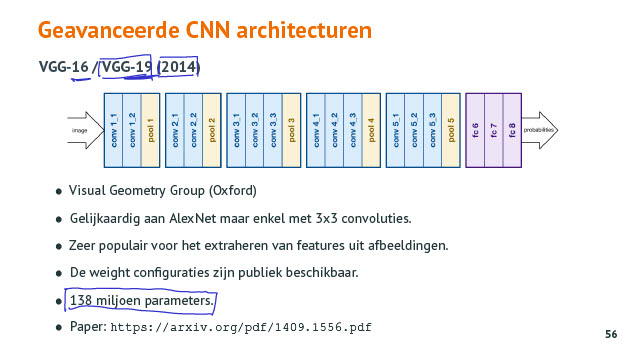 Geavanceerde CNN architecturen
VGG-16 / VGG-19 (2014)
image
conv 1_1
conv 1_2
pool 1
conv 2_1
conv 2_2
pool 2
conv 3_1
conv 3_2
conv 3_3
pool 3
conv 4_1
conv 4_2
conv 4_3
pool 4
conv 5_1
conv 5_2
conv 5_3
pool 5
fc 6
fc 7
fc 8
probabilities
● Visual Geometry Group (Oxford)
● Gelijkaardig aan AlexNet maar enkel met 3x3 convoluties.
● Zeer populair voor het extraheren van features uit afbeeldingen.
● De weight configuraties zijn publiek beschikbaar.
● 138 miljoen parameters.
● Paper: https://arxiv.org/pdf/1409.1556.pdf
56